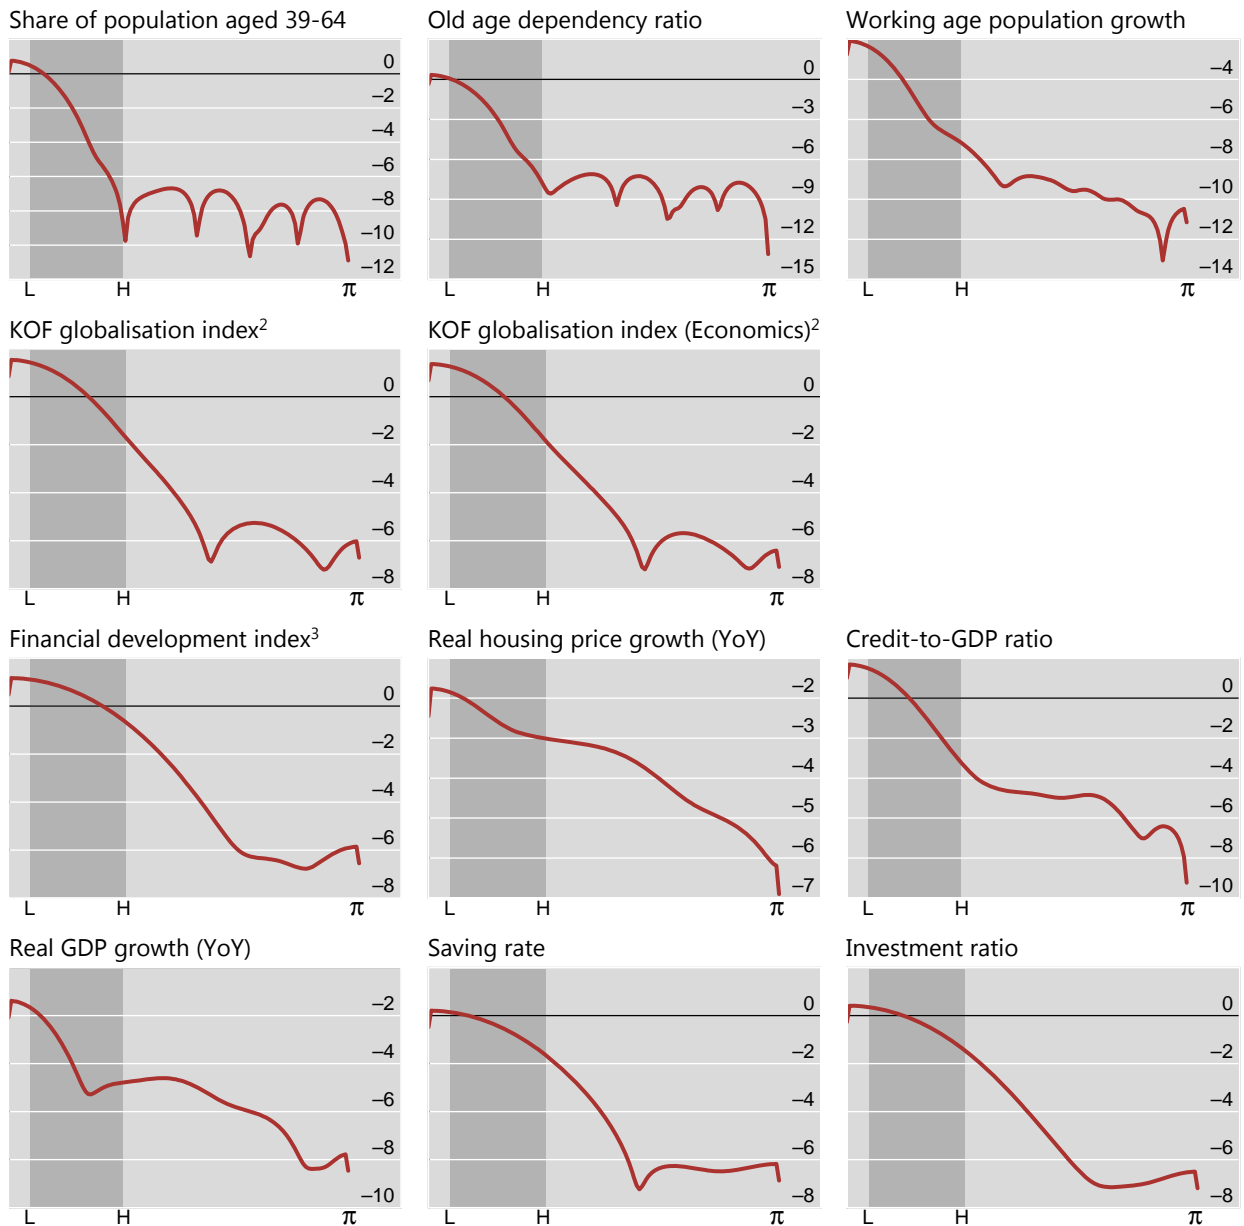 Share of population aged 39-64
0
–2
–4
–6
–8
–10
–12
L H π
Old age dependency ratio
0
–3
–6
–9
–12
–15
L H π
Working age population growth
–4
–6
–8
–10
–12
–14
L H π
KOF globalisation index²
0
–2
–4
–6
–8
L H π
KOF globalisation index (Economics)²
0
–2
–4
–6
–8
L H π
Financial development index³
0
–2
–4
–6
–8
L H π
Real housing price growth (YoY)
–2
–3
–4
–5
–6
–7
L H π
Credit-to-GDP ratio
0
–2
–4
–6
–8
–10
L H π
Real GDP growth (YoY)
–2
–4
–6
–8
–10
L H π
Saving rate
0
–2
–4
–6
–8
L H π
Investment ratio
0
–2
–4
–6
–8
L H π